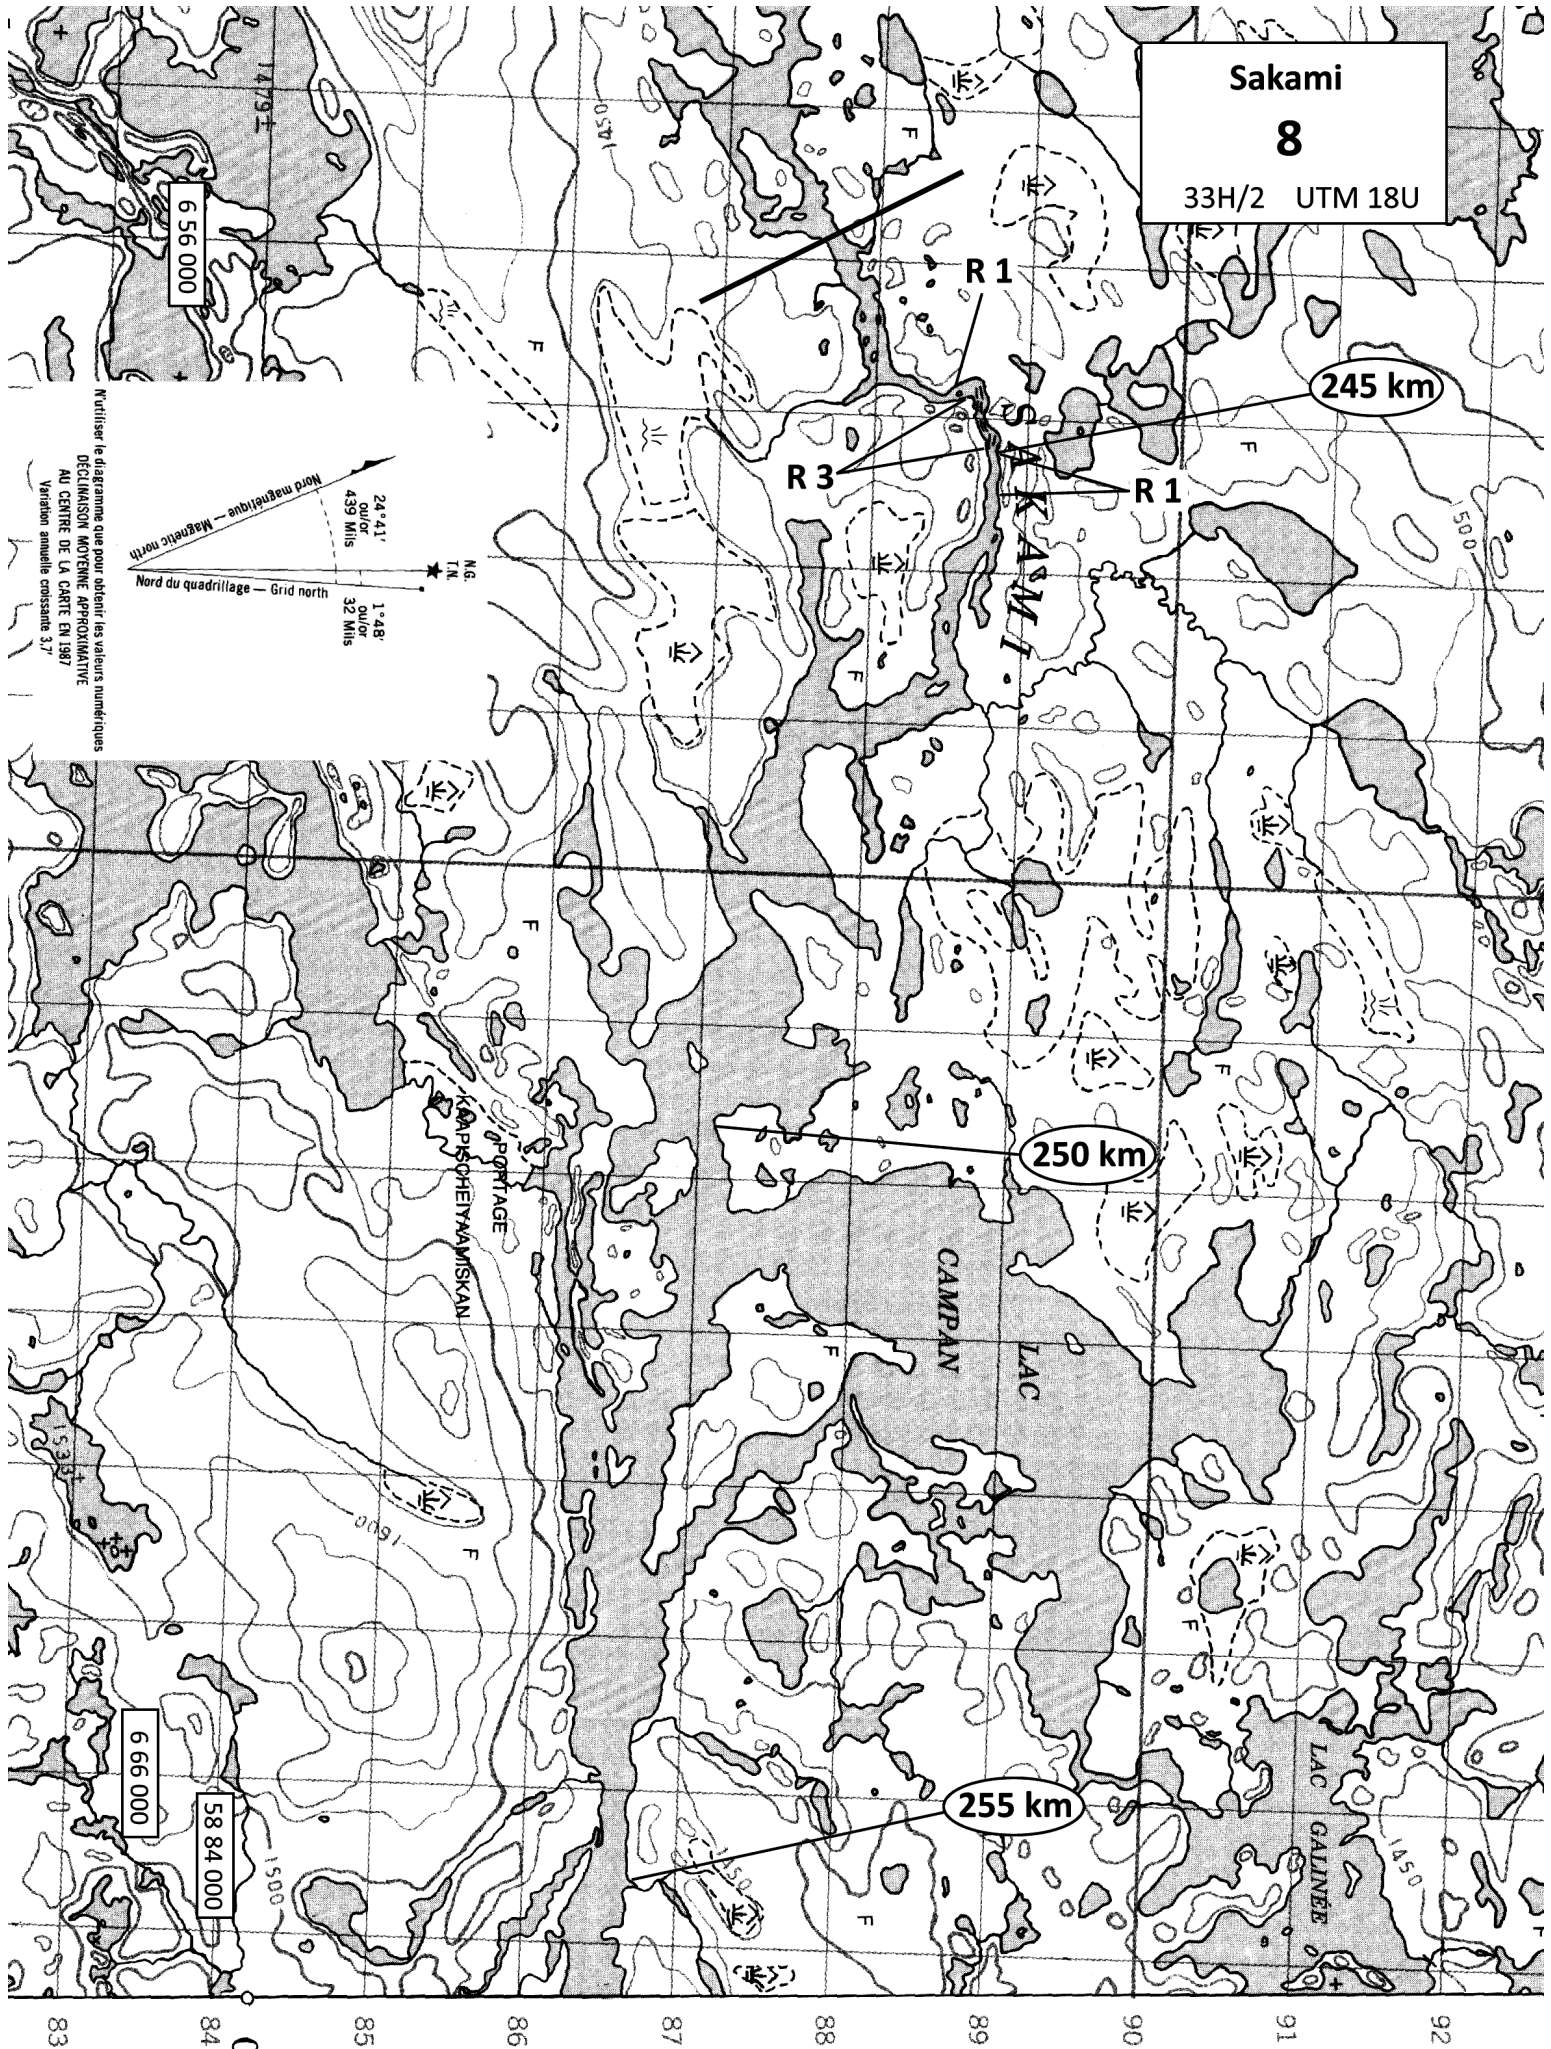 Sakami
8
33H/2 UTM 18U
1479±
1450
F
6 56 000
R 1
F
245 km
F
R 3
R 1
S A K A M I
500
N'utiliser le diagramme que pour obtenir les valeurs numériques
DÉCLINAISON MOYENNE APPROXIMATIVE
AU CENTRE DE LA CARTE EN 1987
Variation annuelle croissante 3,7'
Nord magnétique — Magnetic north
Nord du quadrillage — Grid north
24°41'
ou/or
439 Mils
N.G.
T.N.
1°48'
ou/or
32 Mils
F
F
F
KAAPISCHEIYAAMISKAN
PORTAGE
250 km
LAC
CAMPAN
F
1533
1600
F
F
LAC GALINÉE
6 66 000
58 84 000
1500
255 km
1450
1450
F
F
83
84
85
86
87
88
89
90
91
92